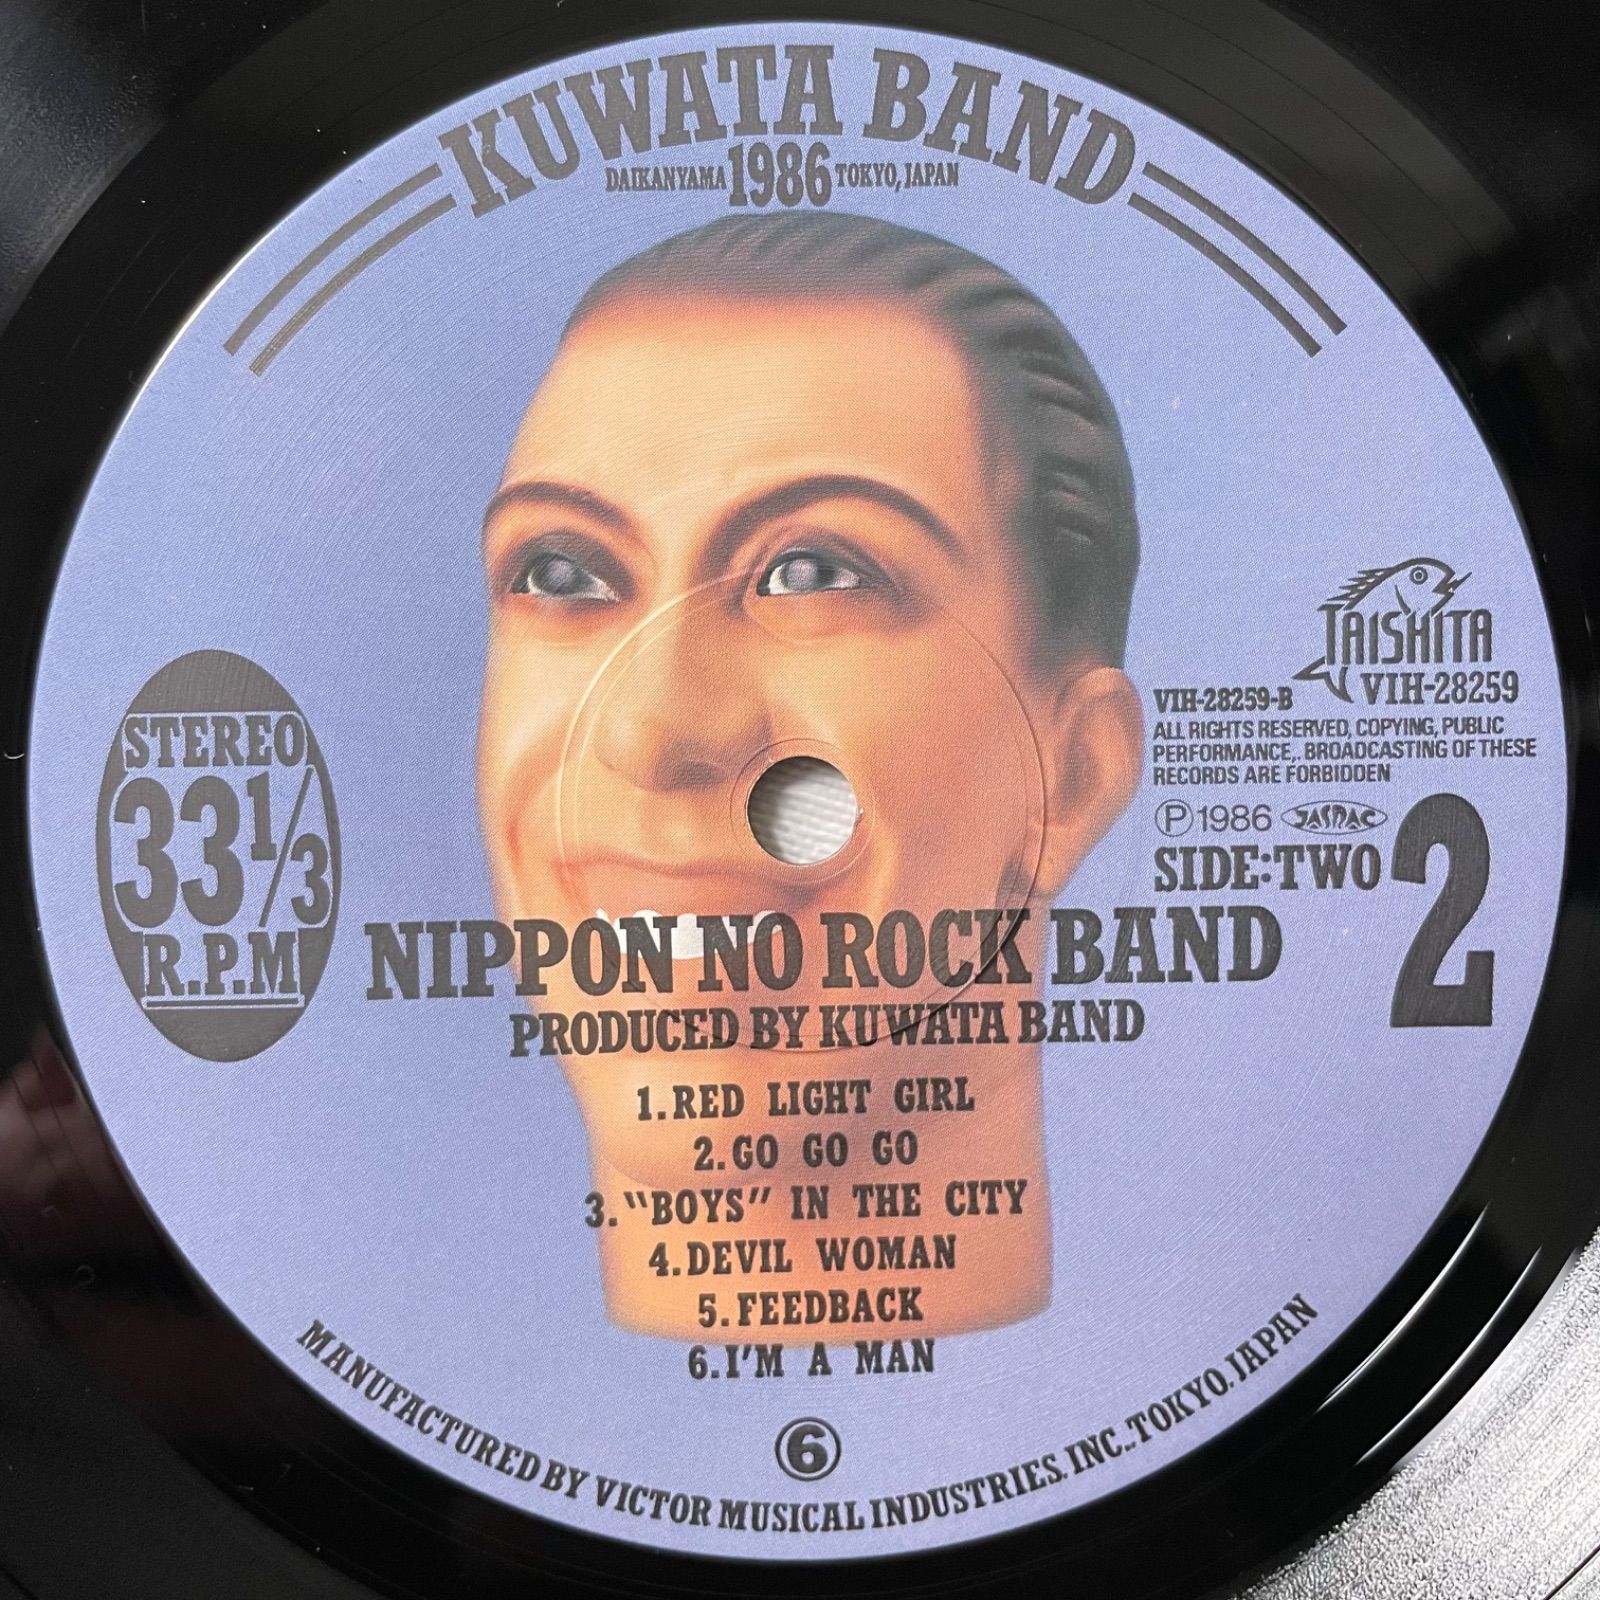 KUWATA BAND
DAIKANYAMA 1986 TOKYO, JAPAN
TAISHITA
VIH-28259-B VIH-28259
ALL RIGHTS RESERVED, COPYING, PUBLIC
PERFORMANCE,. BROADCASTING OF THESE
RECORDS ARE FORBIDDEN
Ⓟ1986 JASRAC
SIDE:TWO 2
STEREO
33 1/3
R.P.M
NIPPON NO ROCK BAND
PRODUCED BY KUWATA BAND
1.RED LIGHT GIRL
2.GO GO GO
3."BOYS" IN THE CITY
4.DEVIL WOMAN
5.FEEDBACK
6.I'M A MAN
⑥
MANUFACTURED BY VICTOR MUSICAL INDUSTRIES. INC., TOKYO. JAPAN